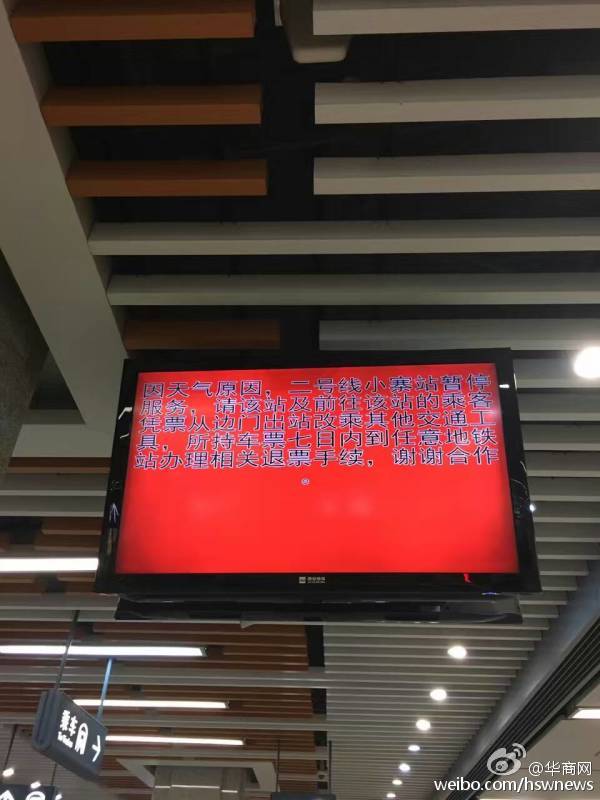 因天气原因，二号线小寨站暂停
服务，请该站及前往该站的乘客
凭票从边门出站改乘其他交通工
具，所持车票七日内到任意地铁
站办理相关退票手续，谢谢合作
。
乘车
@华商网
weibo.com/hswnews